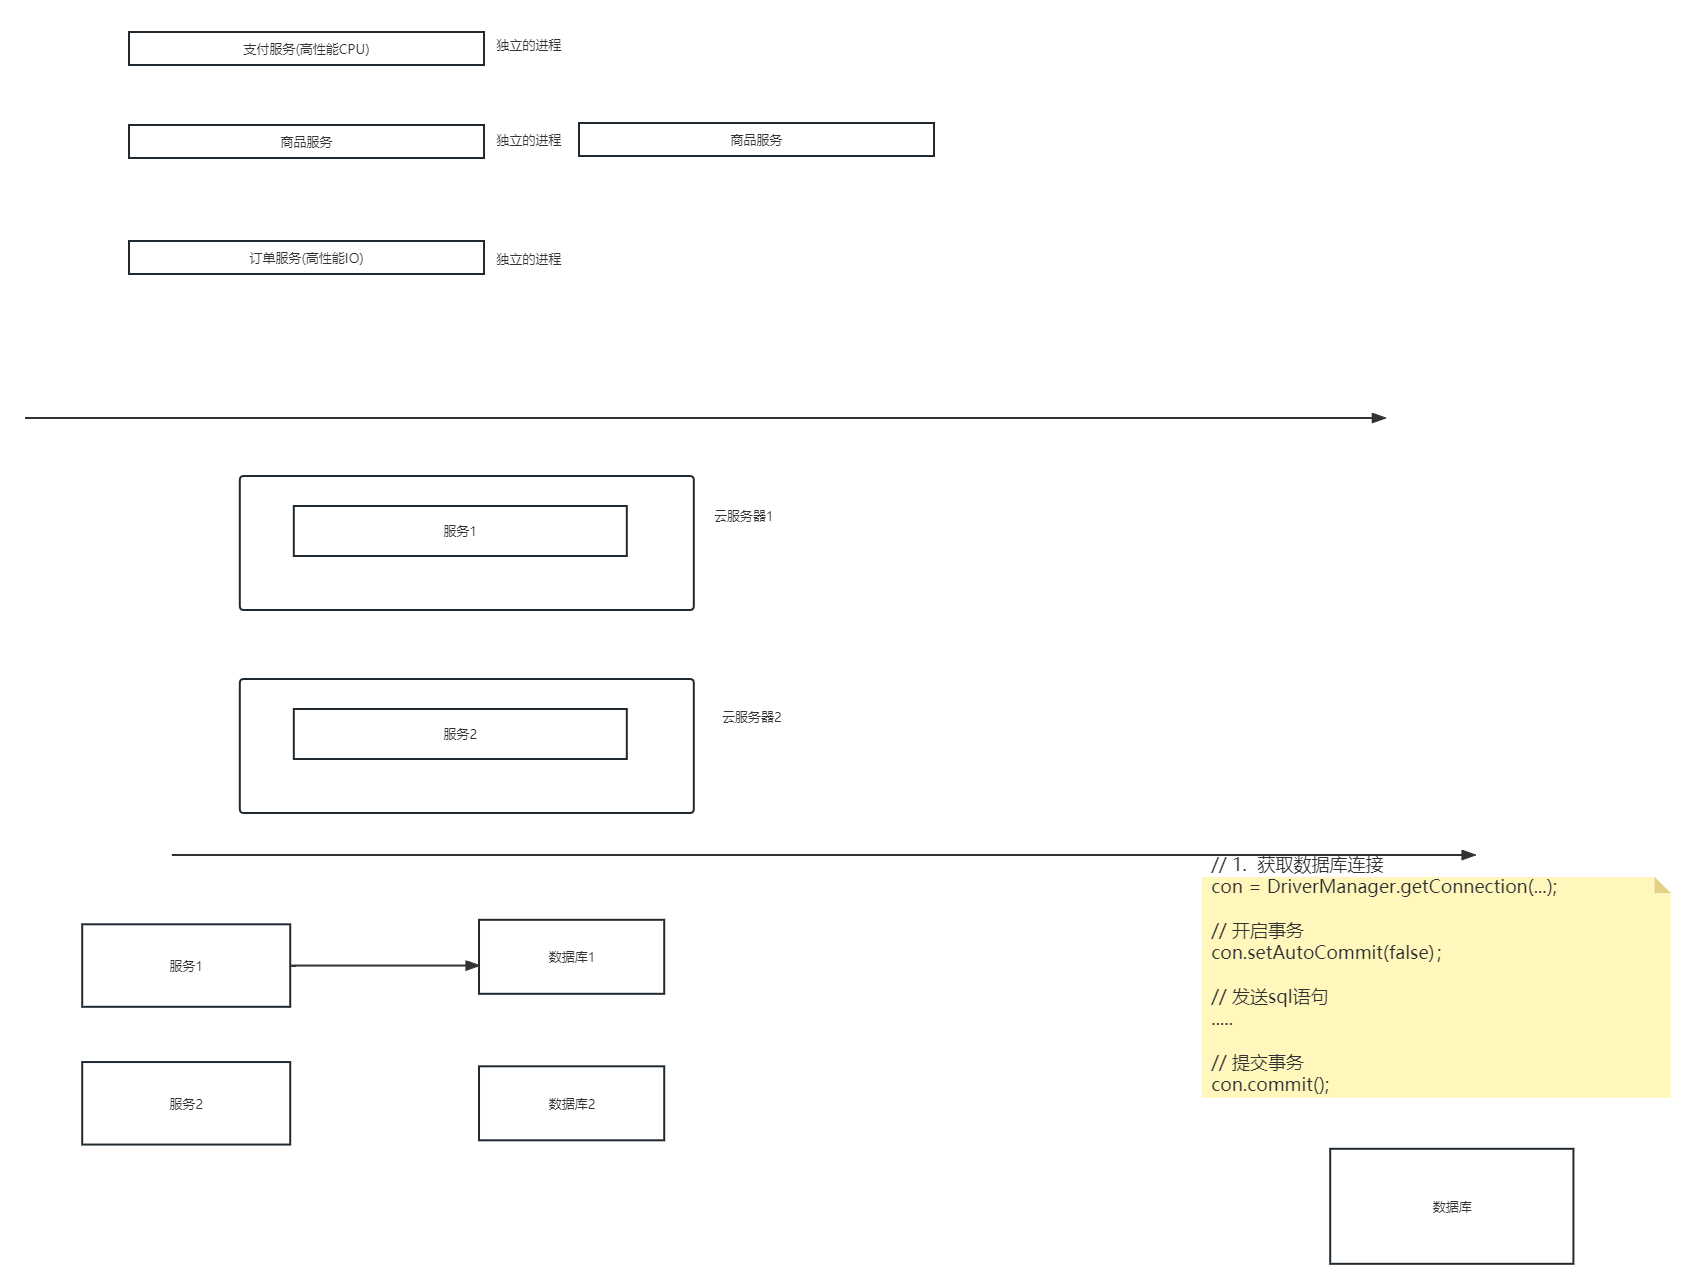 支付服务(高性能CPU)
独立的进程
商品服务
独立的进程
商品服务
订单服务(高性能IO)
独立的进程
服务1
云服务器1
服务2
云服务器2
// 1.  获取数据库连接
con = DriverManager.getConnection(...);
// 开启事务
con.setAutoCommit(false);
// 发送sql语句
.....
// 提交事务
con.commit();
服务1
数据库1
服务2
数据库2
数据库